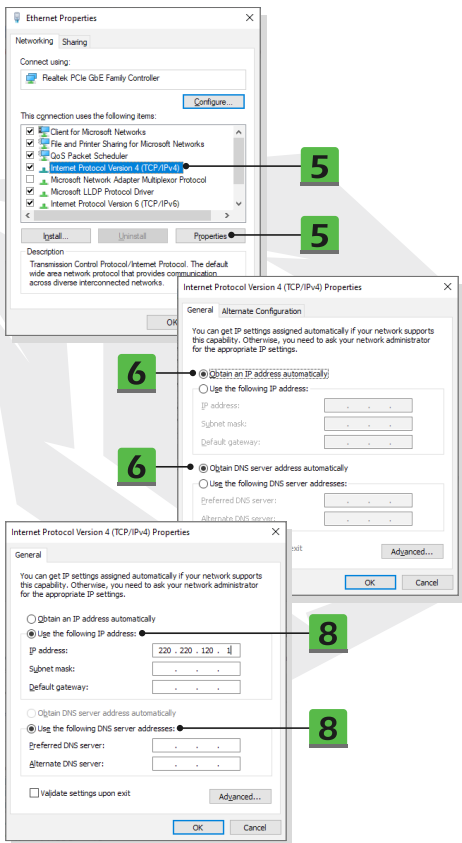 Ethernet Properties
Networking Sharing
Connect using:
Realtek PCIe GbE Family Controller
Configure...
This connection uses the following items:
Client for Microsoft Networks
File and Printer Sharing for Microsoft Networks
QoS Packet Scheduler
Internet Protocol Version 4 (TCP/IPv4)
5
Microsoft Network Adapter Multiplexor Protocol
Microsoft LLDP Protocol Driver
Internet Protocol Version 6 (TCP/IPv6)
Install... Uninstall Properties
5
Description
Transmission Control Protocol/Internet Protocol. The default
wide area network protocol that provides communication
across diverse interconnected networks.
OK
Internet Protocol Version 4 (TCP/IPv4) Properties
General Alternate Configuration
You can get IP settings assigned automatically if your network supports
this capability. Otherwise, you need to ask your network administrator
for the appropriate IP settings.
6
Obtain an IP address automatically
Use the following IP address:
IP address: . . .
Subnet mask: . . .
Default gateway: . . .
6
Obtain DNS server address automatically
Use the following DNS server addresses:
Preferred DNS server: . . .
Alternate DNS server: . . .
exit
Advanced...
OK Cancel
Internet Protocol Version 4 (TCP/IPv4) Properties
General
You can get IP settings assigned automatically if your network supports
this capability. Otherwise, you need to ask your network administrator
for the appropriate IP settings.
Obtain an IP address automatically
Use the following IP address:
8
IP address: 220 . 220 . 120 . 1
Subnet mask: . . .
Default gateway: . . .
Obtain DNS server address automatically
Use the following DNS server addresses:
8
Preferred DNS server: . . .
Alternate DNS server: . . .
Validate settings upon exit
Advanced...
OK Cancel